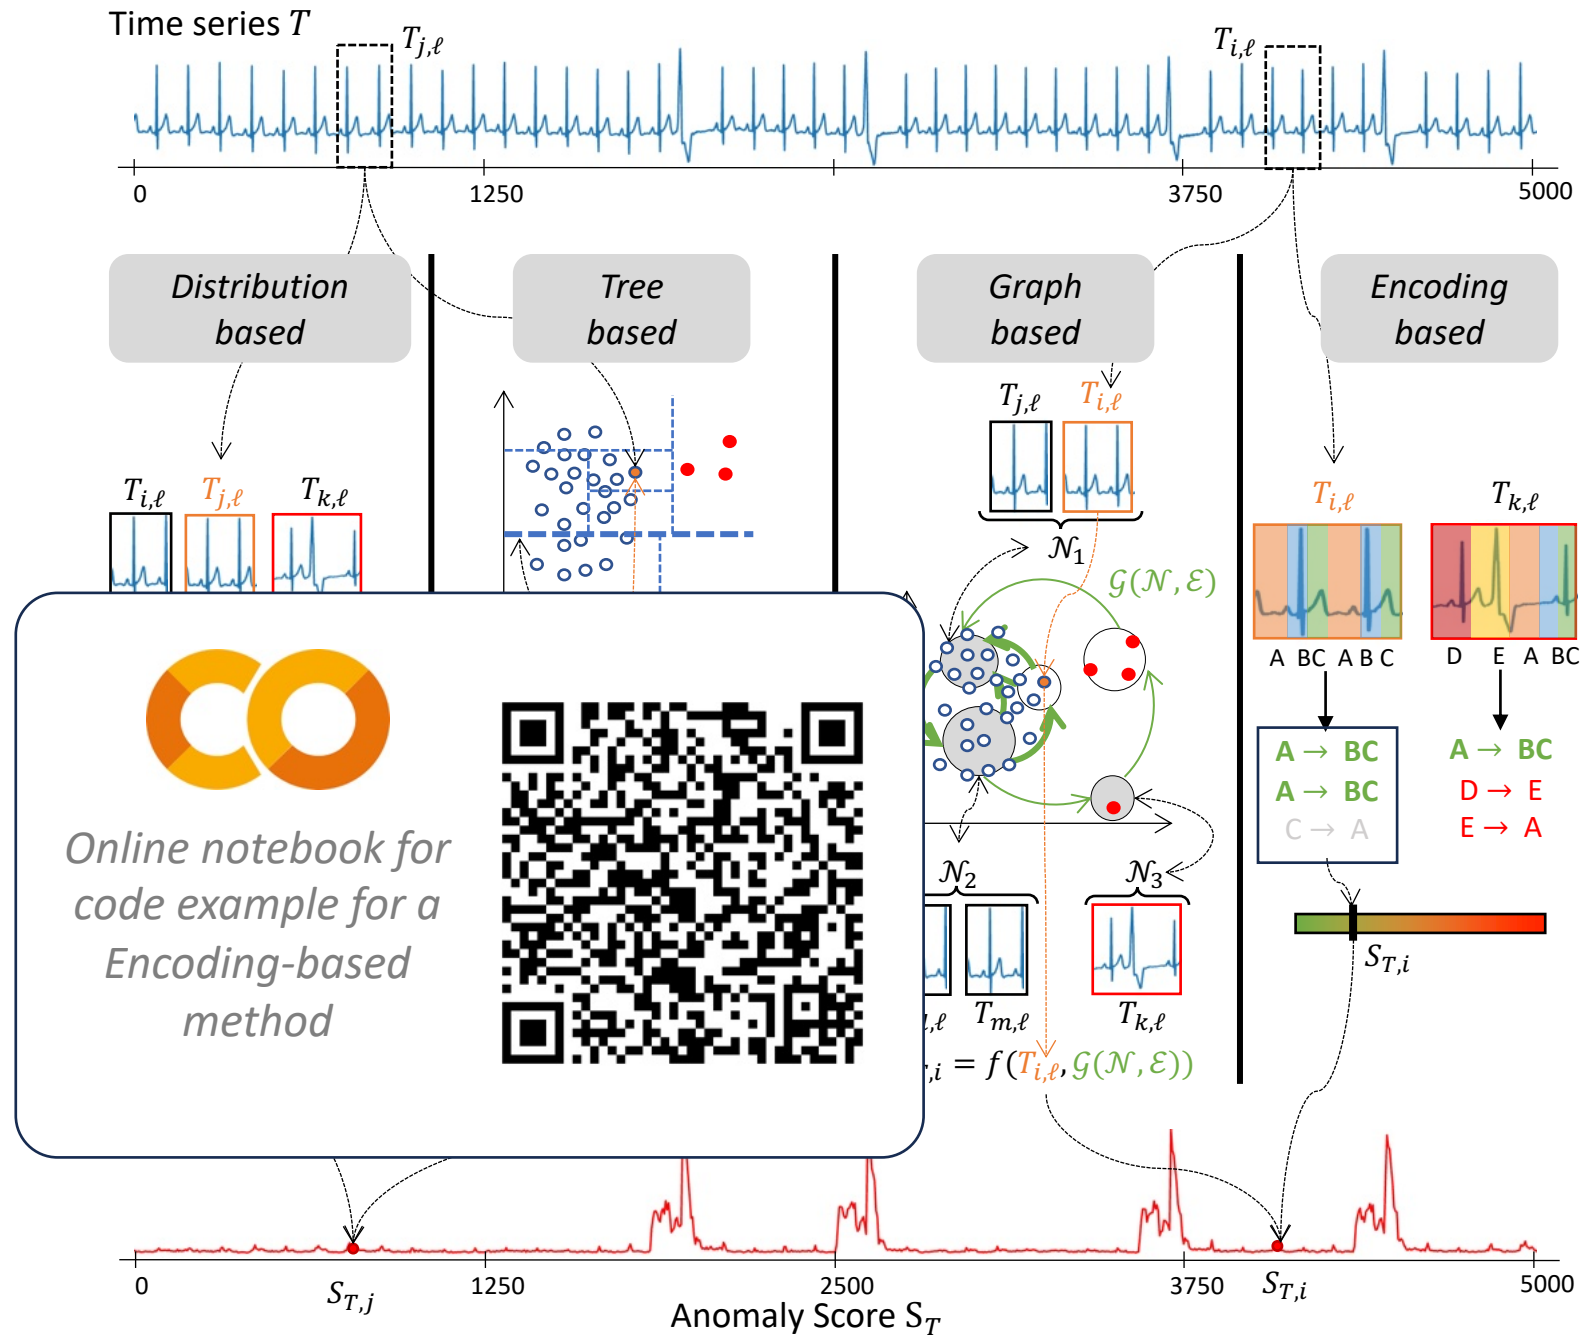 Time series T
T_{j,ℓ}
T_{i,ℓ}
0 1250 3750 5000
Distribution
based
Tree
based
Graph
based
Encoding
based
T_{i,ℓ} T_{j,ℓ} T_{k,ℓ}
T_{j,ℓ} T_{i,ℓ}
𝒩_1
𝒢(𝒩, ℰ)
𝒩_2
𝒩_3
T_{m,ℓ}
T_{k,ℓ}
= f(T_{i,ℓ}, 𝒢(𝒩, ℰ))
T_{i,ℓ}
T_{k,ℓ}
A BC A B C
D E A BC
A → BC
A → BC
C → A
A → BC
D → E
E → A
S_{T,i}
Online notebook for
code example for a
Encoding-based
method
0 1250 2500 3750 5000
S_{T,j}
S_{T,i}
Anomaly Score S_T